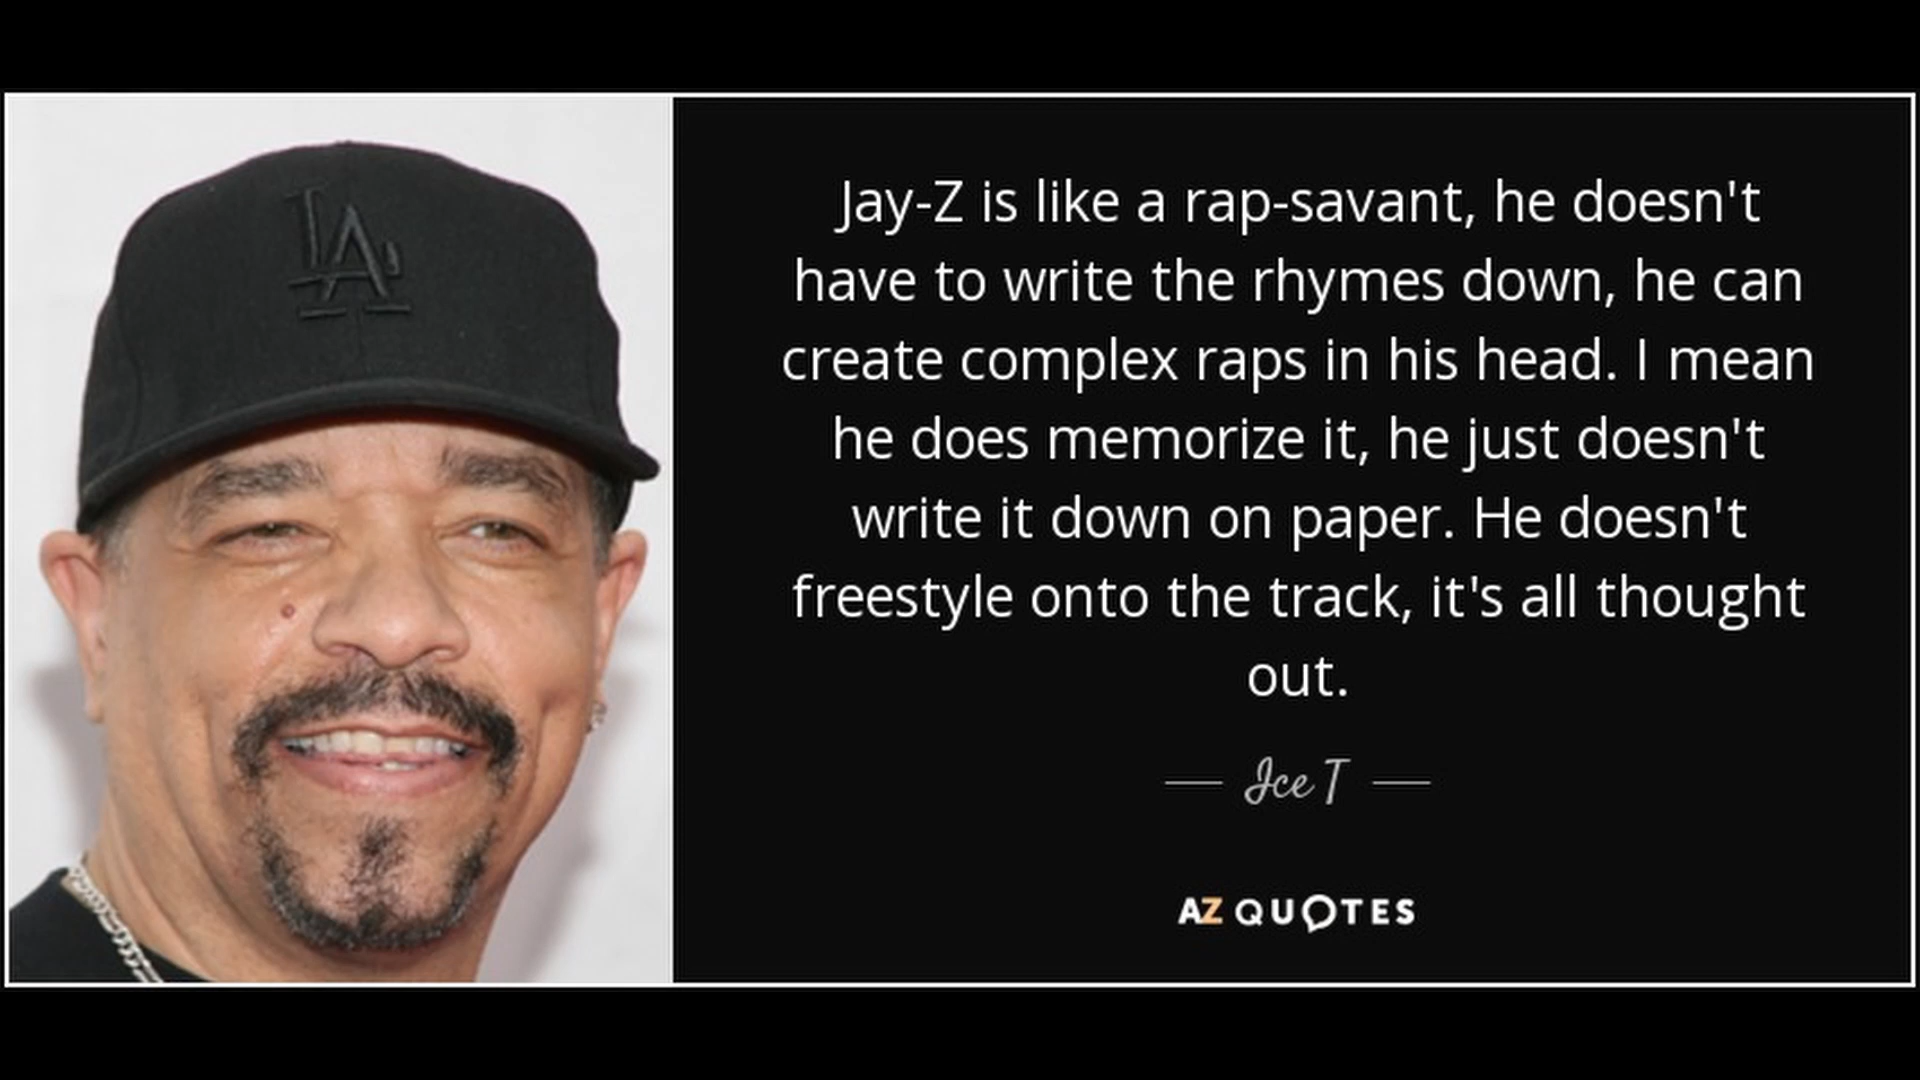 LA
Jay-Z is like a rap-savant, he doesn't
have to write the rhymes down, he can
create complex raps in his head. I mean
he does memorize it, he just doesn't
write it down on paper. He doesn't
freestyle onto the track, it's all thought
out.
Ice T
AZ QUOTES